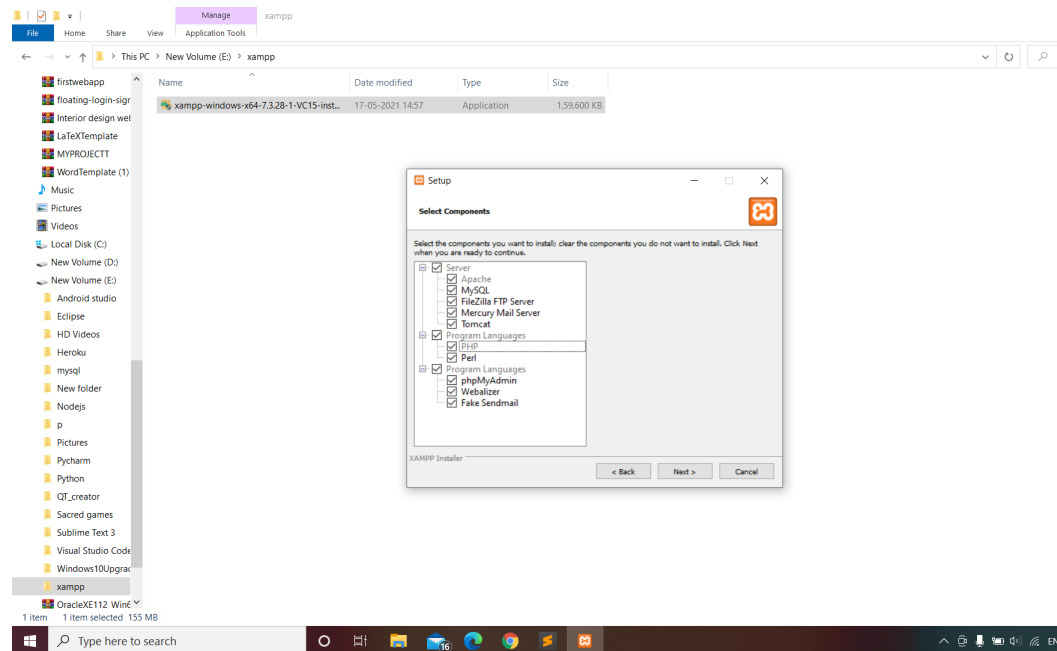 Manage
xampp
File
Home
Share
View
Application Tools
This PC > New Volume (E:) > xampp
Name
Date modified
Type
Size
xampp-windows-x64-7.3.28-1-VC15-inst...
17-05-2021 14:57
Application
1,59,600 KB
firstwebapp
floating-login-sigr
Interior design wel
LaTeXTemplate
MYPROJECTT
WordTemplate (1)
Music
Pictures
Videos
Local Disk (C:)
New Volume (D:)
New Volume (E:)
Android studio
Eclipse
HD Videos
Heroku
mysql
New folder
Nodejs
p
Pictures
Pycharm
Python
QT_creator
Sacred games
Sublime Text 3
Visual Studio Code
Windows10Upgrac
xampp
OracleXE112_Win6
Setup
Select Components
Select the components you want to install; clear the components you do not want to install. Click Next
when you are ready to continue.
Server
Apache
MySQL
FileZilla FTP Server
Mercury Mail Server
Tomcat
Program Languages
PHP
Perl
Program Languages
phpMyAdmin
Webalizer
Fake Sendmail
XAMPP Installer
< Back
Next >
Cancel
1 item
1 item selected 155 MB
Type here to search
16
EN